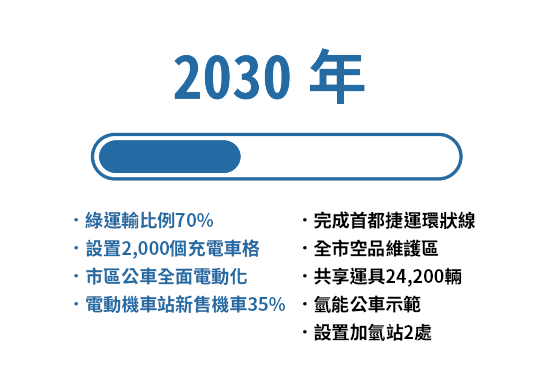 2030 年
·綠運輸比例70%
·設置2,000個充電車格
·市區公車全面電動化
·電動機車站新售機車35%
·完成首都捷運環狀線
·全市空品維護區
·共享運具24,200輛
·氫能公車示範
·設置加氫站2處